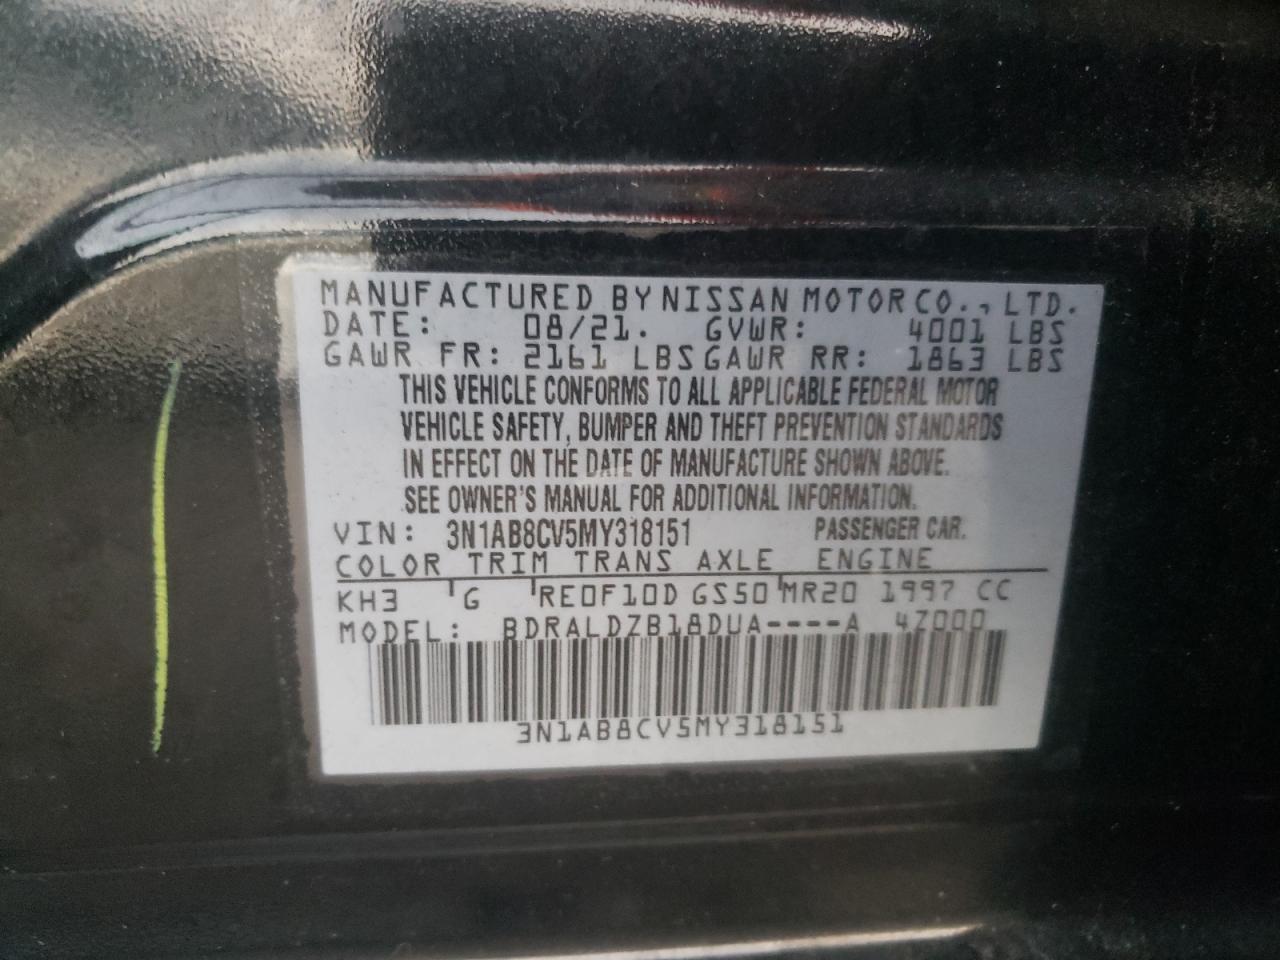 MANUFACTURED BY NISSAN MOTOR CO., LTD.
DATE: 08/21. GVWR: 4001 LBS
GAWR FR: 2161 LBS GAWR RR: 1863 LBS
THIS VEHICLE CONFORMS TO ALL APPLICABLE FEDERAL MOTOR
VEHICLE SAFETY, BUMPER AND THEFT PREVENTION STANDARDS
IN EFFECT ON THE DATE OF MANUFACTURE SHOWN ABOVE.
SEE OWNER'S MANUAL FOR ADDITIONAL INFORMATION.
VIN: 3N1AB8CV5MY318151 PASSENGER CAR.
COLOR TRIM TRANS AXLE ENGINE
KH3 G RE0F10D GS50 MR20 1997 CC
MODEL: BDRALDZB18DUA----A 4Z000
3N1AB8CV5MY318151